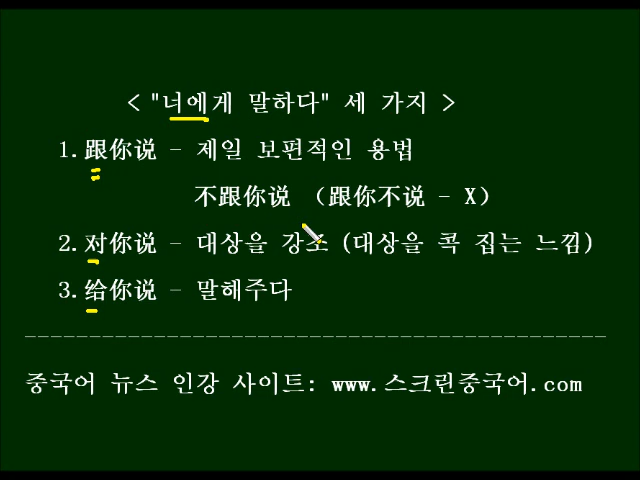 < "너에게 말하다" 세 가지 >
1.跟你说 - 제일 보편적인 용법
不跟你说 (跟你不说 - X)
2.对你说 - 대상을 강조 (대상을 콕 집는 느낌)
3.给你说 - 말해주다
중국어 뉴스 인강 사이트: www.스크린중국어.com